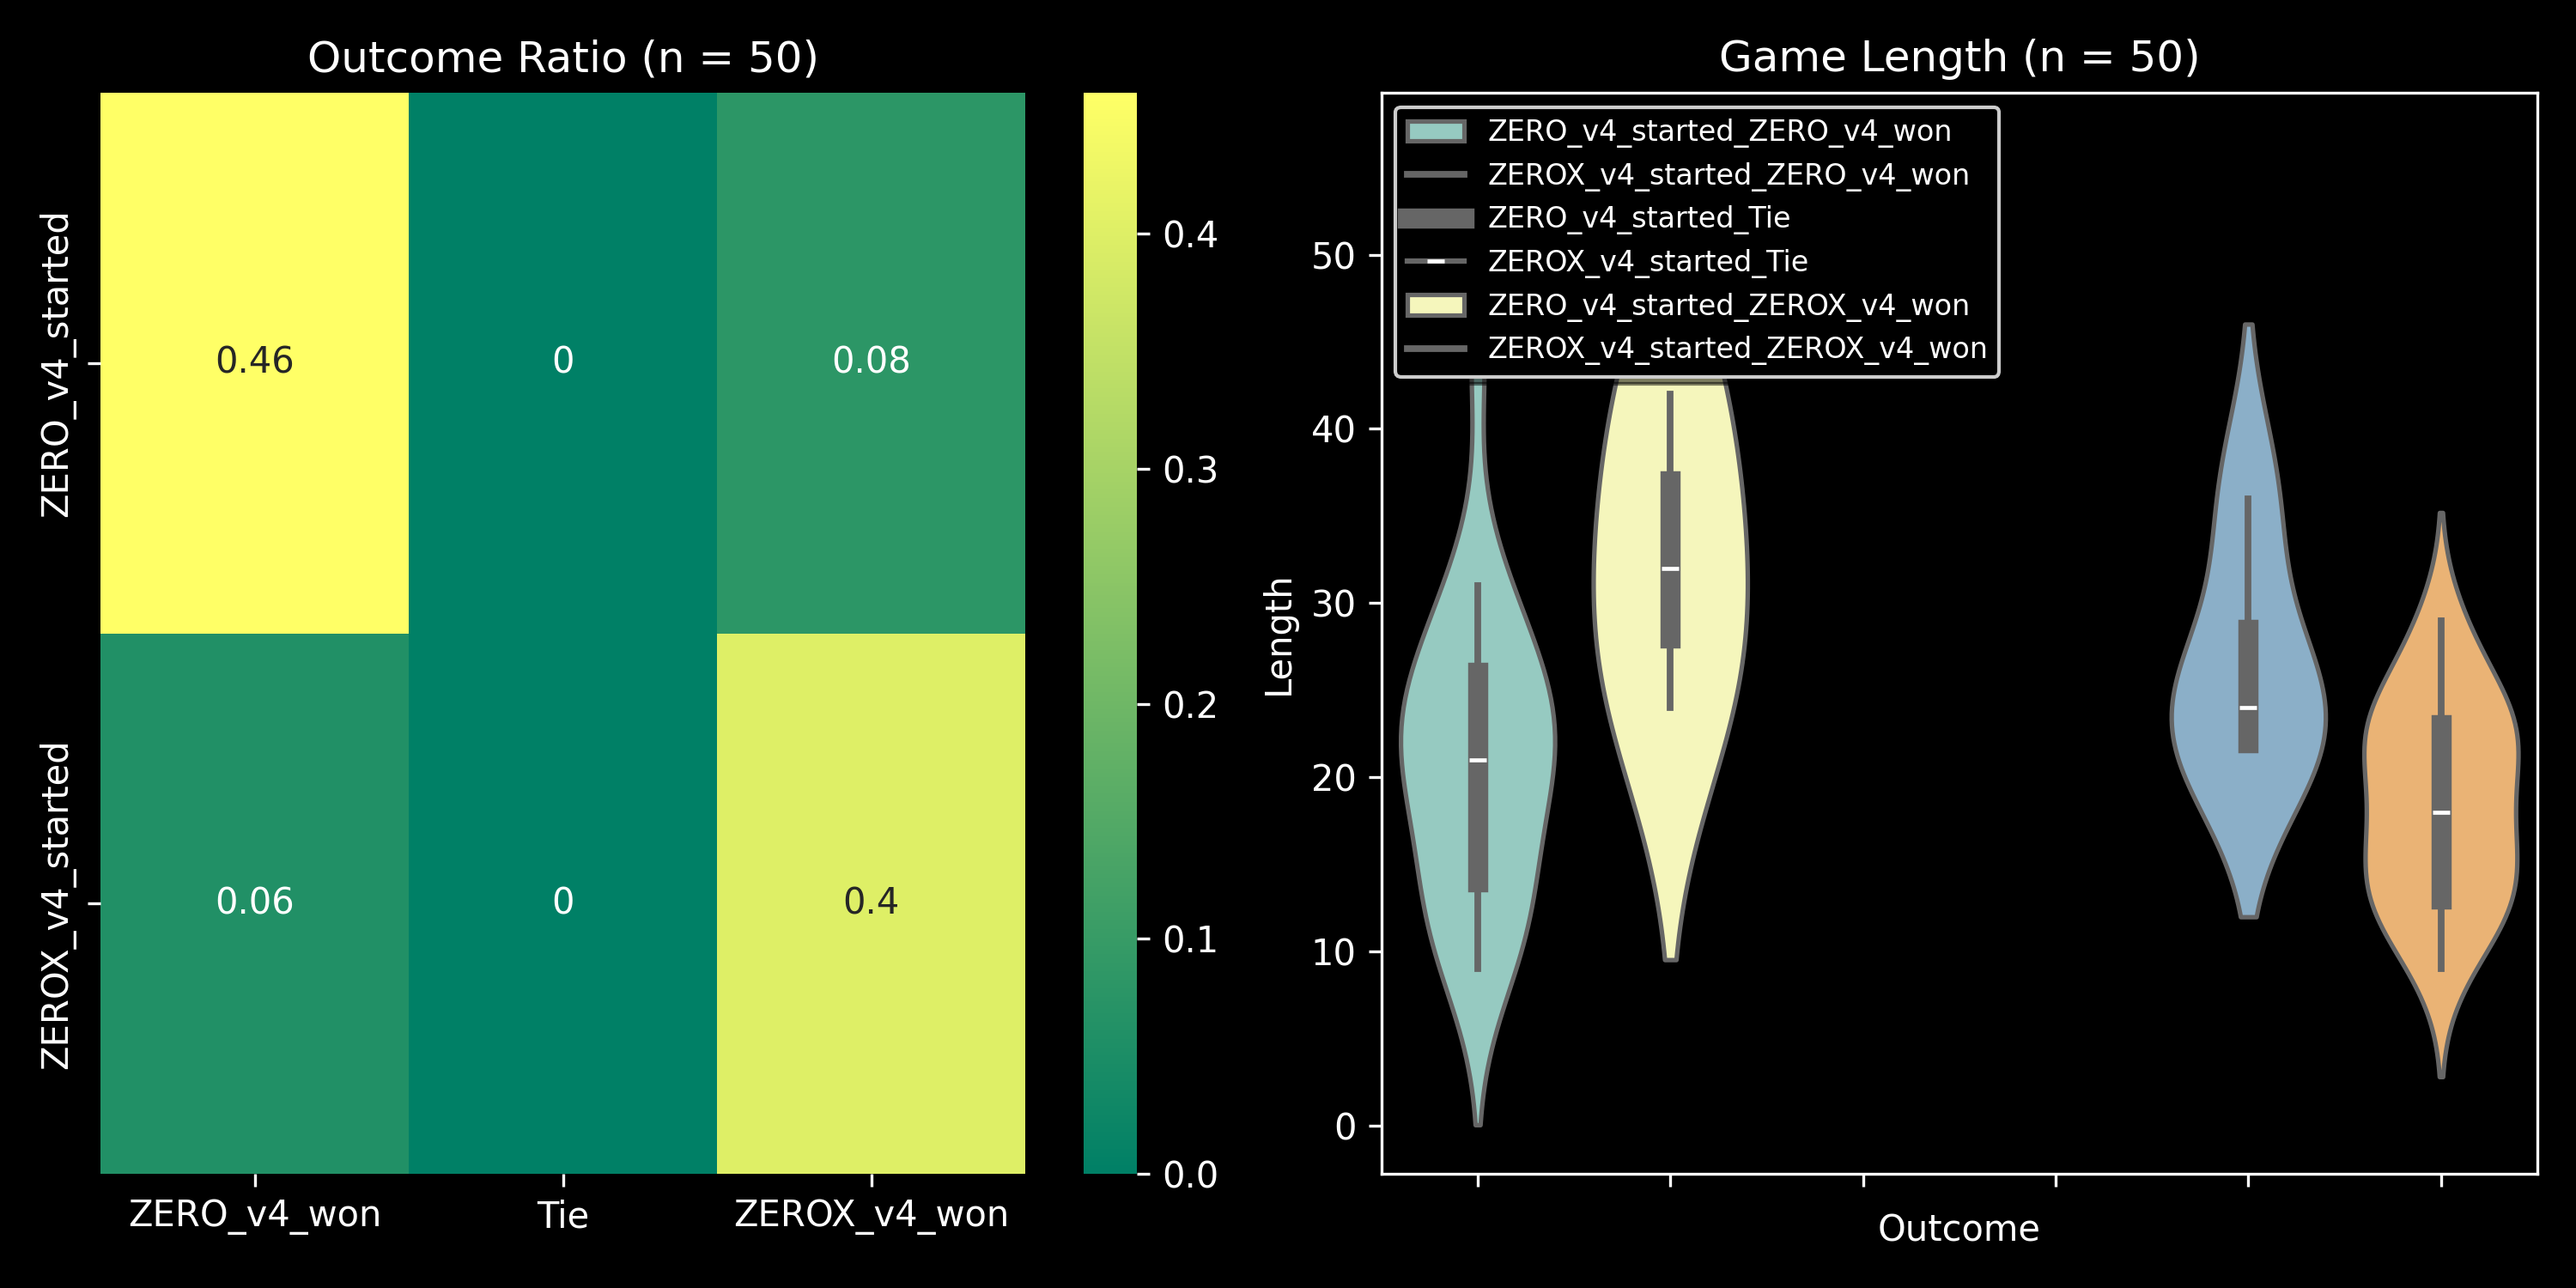 Outcome Ratio (n = 50)
ZERO_v4_started
ZEROX_v4_started
0.46
0
0.08
0.06
0
0.4
ZERO_v4_won
Tie
ZEROX_v4_won
0.4
0.3
0.2
0.1
0.0
Game Length (n = 50)
ZERO_v4_started_ZERO_v4_won
ZEROX_v4_started_ZERO_v4_won
ZERO_v4_started_Tie
ZEROX_v4_started_Tie
ZERO_v4_started_ZEROX_v4_won
ZEROX_v4_started_ZEROX_v4_won
Length
50
40
30
20
10
0
Outcome